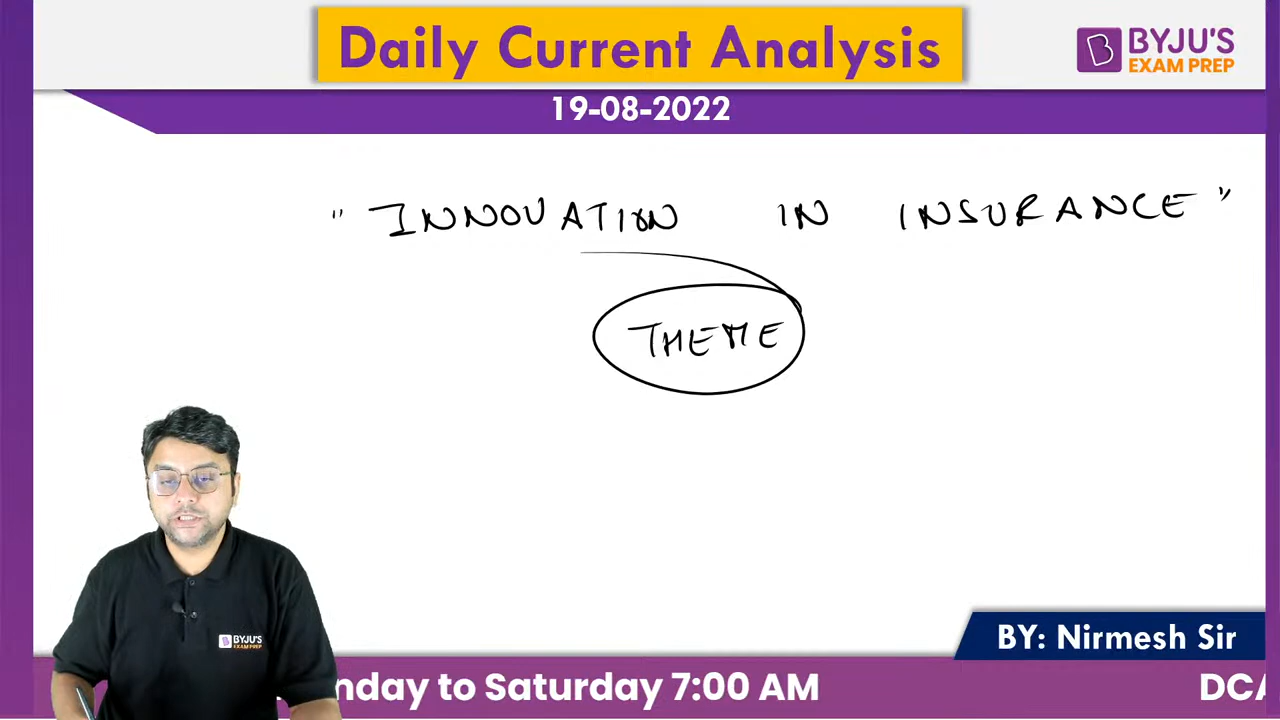 Daily Current Analysis
BYJU'S
EXAM PREP
19-08-2022
"INNOVATION IN INSURANCE"
THEME
BYJU'S
EXAM PREP
BY: Nirmesh Sir
nday to Saturday 7:00 AM
DCA